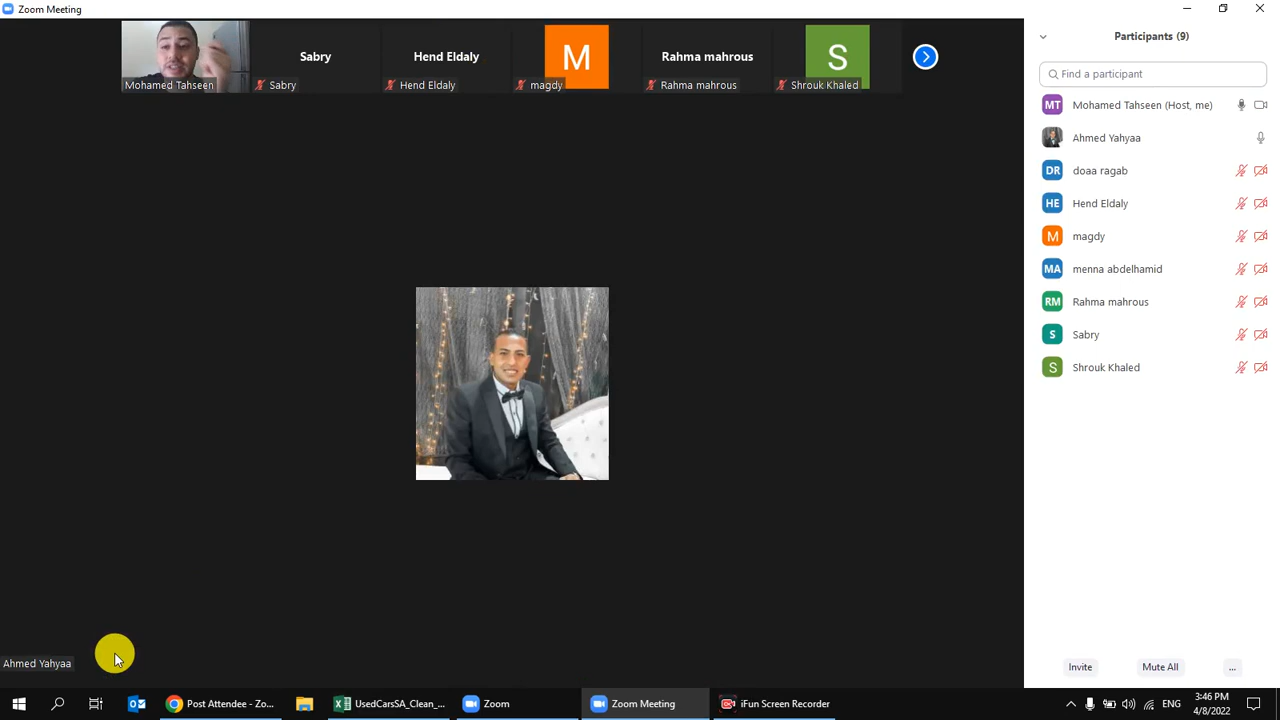 Zoom Meeting
Sabry
Hend Eldaly
M
Rahma mahrous
S
Mohamed Tahseen
Sabry
Hend Eldaly
magdy
Rahma mahrous
Shrouk Khaled
Participants (9)
Find a participant
MT Mohamed Tahseen (Host, me)
Ahmed Yahyaa
DR doaa ragab
HE Hend Eldaly
M magdy
MA menna abdelhamid
RM Rahma mahrous
S Sabry
S Shrouk Khaled
Ahmed Yahyaa
Invite
Mute All
...
Post Attendee - Zo...
UsedCarsSA_Clean_...
Zoom
Zoom Meeting
iFun Screen Recorder
ENG
3:46 PM
4/8/2022